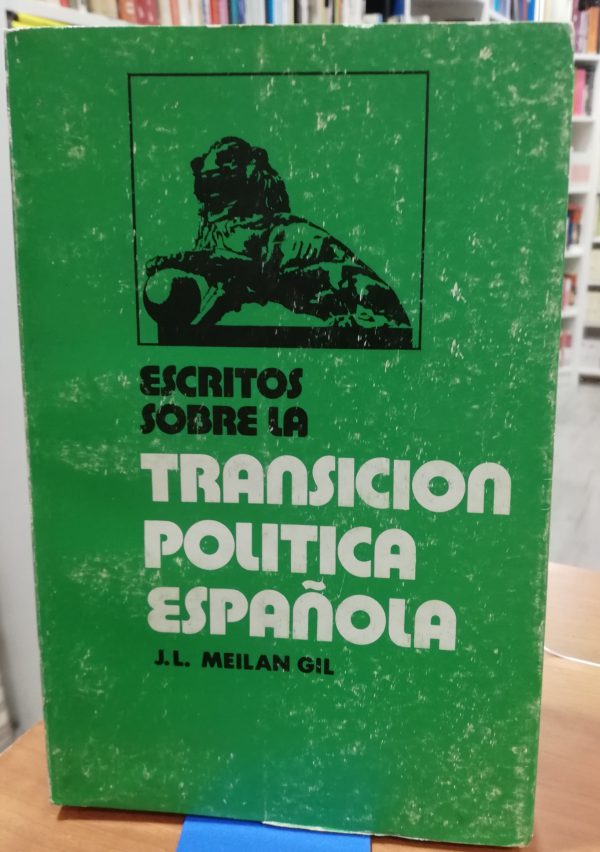 ESCRITOS
SOBRE LA
TRANSICION
POLITICA
ESPAÑOLA
J.L. MEILAN GIL